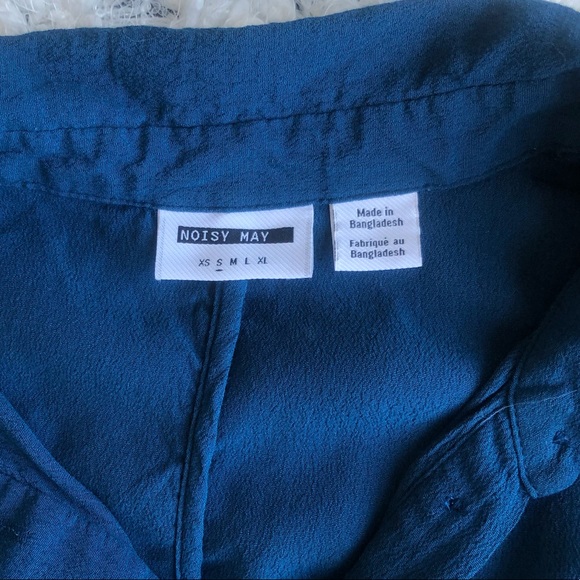 NOISY MAY
XS S M L XL
Made in
Bangladesh
Fabriqué au
Bangladesh